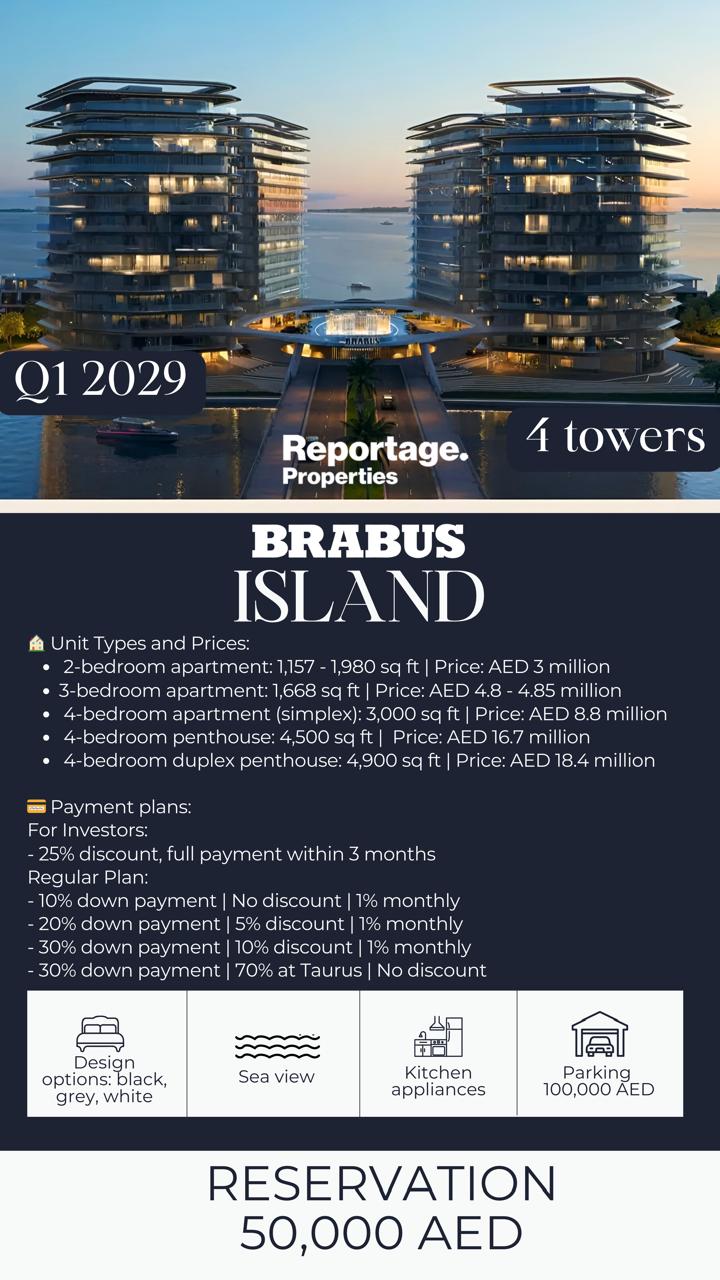 Q1 2029
4 towers
Reportage.
Properties
BRABUS
BRABUS
ISLAND
Unit Types and Prices:
• 2-bedroom apartment: 1,157 - 1,980 sq ft | Price: AED 3 million
• 3-bedroom apartment: 1,668 sq ft | Price: AED 4.8 - 4.85 million
• 4-bedroom apartment (simplex): 3,000 sq ft | Price: AED 8.8 million
• 4-bedroom penthouse: 4,500 sq ft | Price: AED 16.7 million
• 4-bedroom duplex penthouse: 4,900 sq ft | Price: AED 18.4 million
Payment plans:
For Investors:
- 25% discount, full payment within 3 months
Regular Plan:
- 10% down payment | No discount | 1% monthly
- 20% down payment | 5% discount | 1% monthly
- 30% down payment | 10% discount | 1% monthly
- 30% down payment | 70% at Taurus | No discount
Design
options: black,
grey, white
Sea view
Kitchen
appliances
Parking
100,000 AED
RESERVATION
50,000 AED